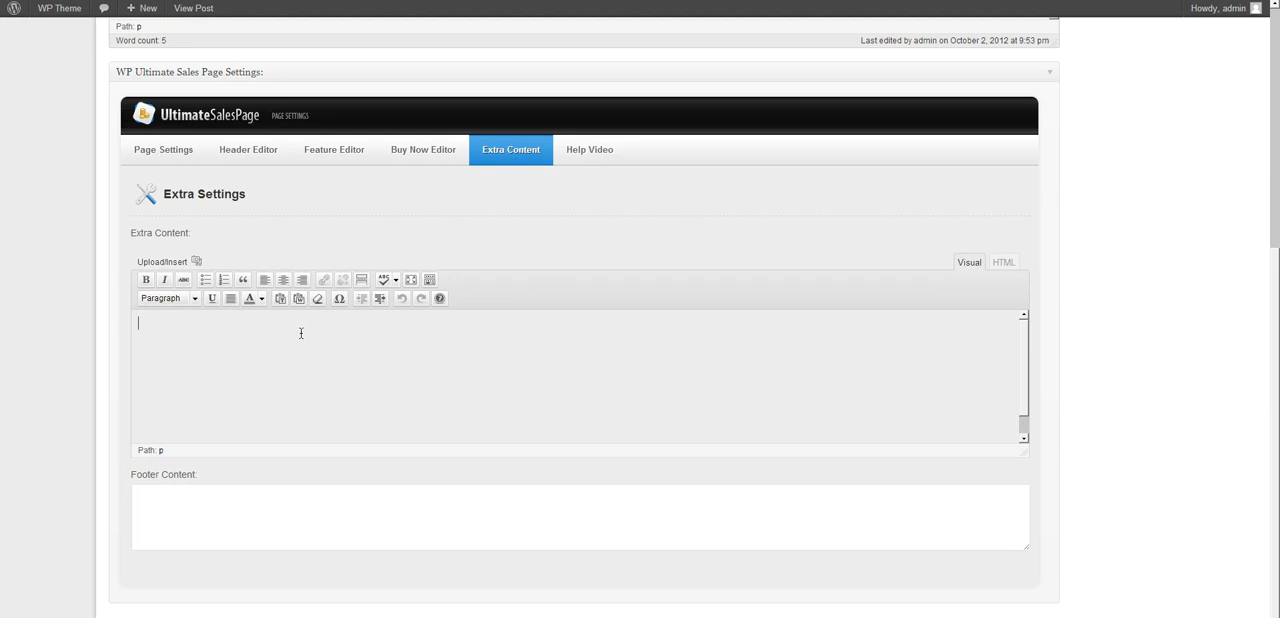 WP Theme New View Post Howdy, admin
Path: p
Word count: 5 Last edited by admin on October 2, 2012 at 9:53 pm
WP Ultimate Sales Page Settings:
UltimateSalesPage PAGE SETTINGS
Page Settings Header Editor Feature Editor Buy Now Editor Extra Content Help Video
Extra Settings
Extra Content:
Upload/Insert Visual HTML
B I ABC ABC
Paragraph U A Ω
Path: p
Footer Content: